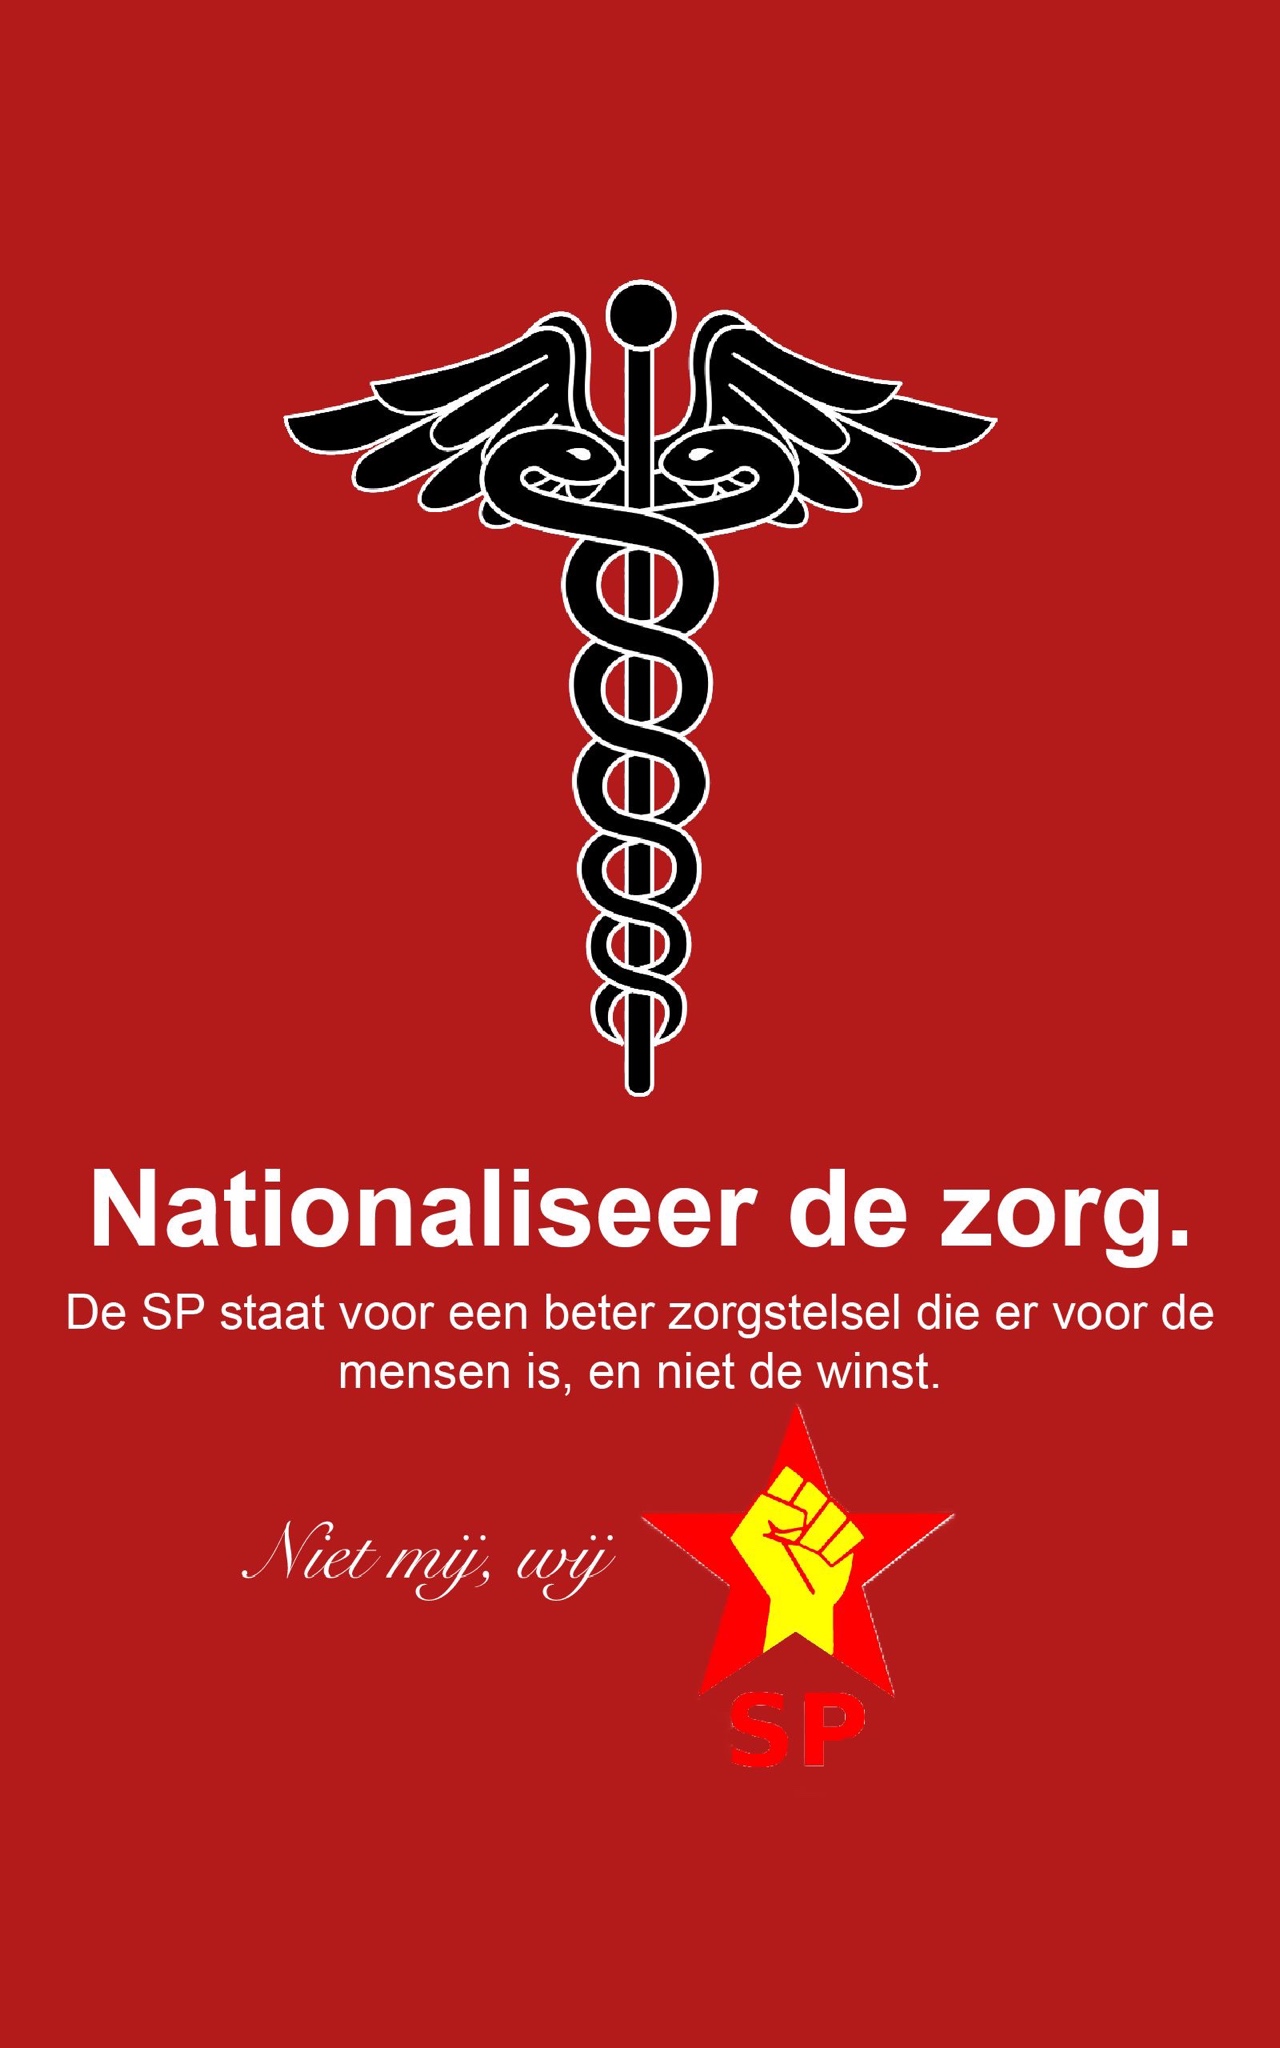 Nationaliseer de zorg.
De SP staat voor een beter zorgstelsel die er voor de
mensen is, en niet de winst.
Niet mij, wij
SP